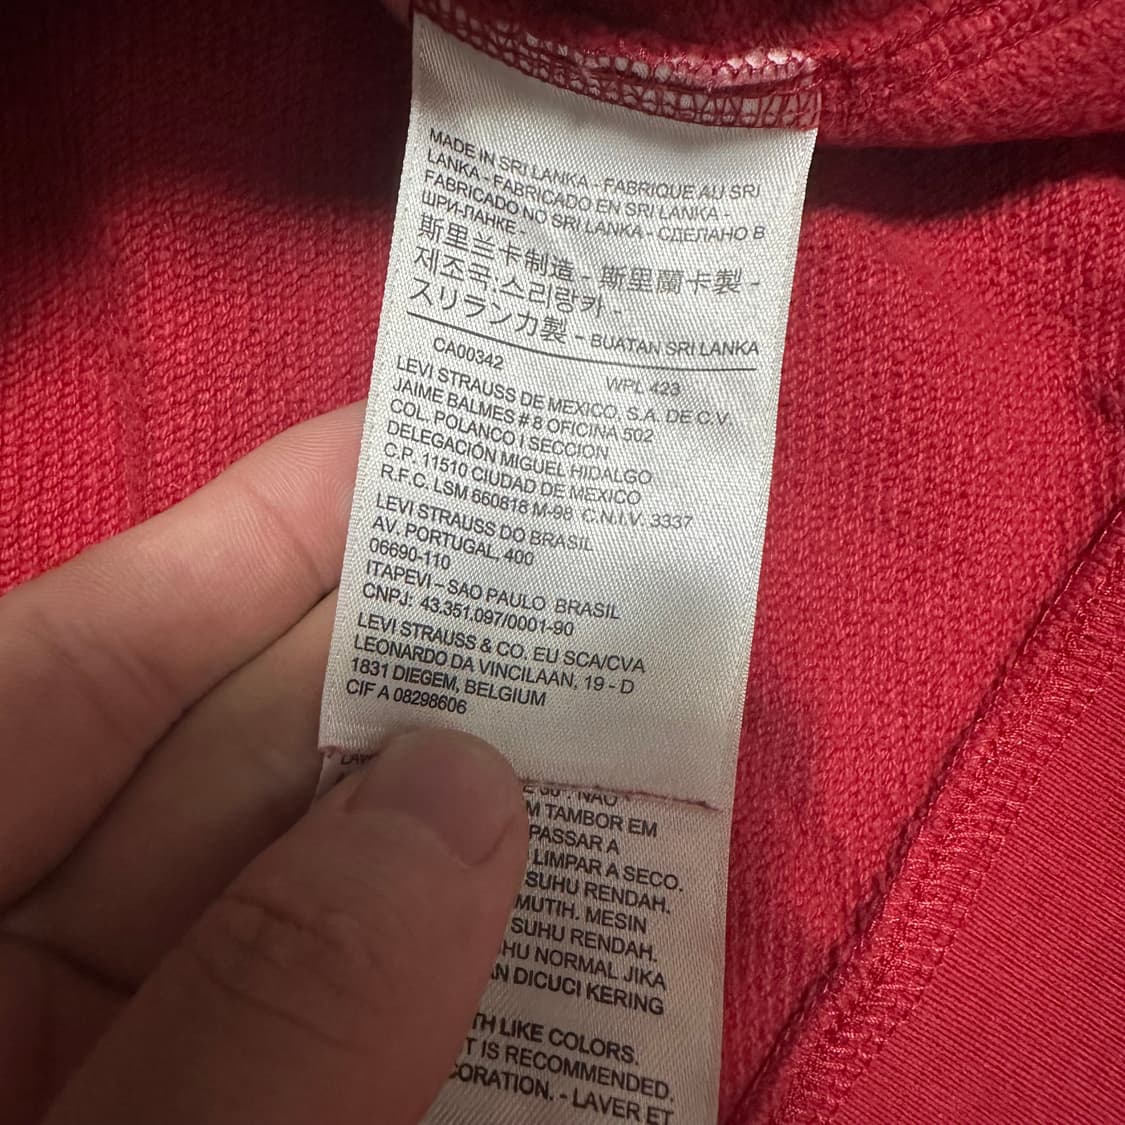 MADE IN SRI LANKA - FABRIQUE AU SRI
LANKA - FABRICADO EN SRI LANKA -
FABRICADO NO SRI LANKA - СДЕЛАНО В
ШРИ-ЛАНКЕ -
斯里兰卡制造 - 斯里蘭卡製 -
제조국:스리랑카 -
スリランカ製 - BUATAN SRI LANKA
CA00342 WPL 423
LEVI STRAUSS DE MEXICO, S.A. DE C.V.
JAIME BALMES # 8 OFICINA 502
COL. POLANCO I SECCION
DELEGACIÓN MIGUEL HIDALGO
C.P. 11510 CIUDAD DE MEXICO
R.F.C. LSM 660818 M-98 C.N.I.V. 3337
LEVI STRAUSS DO BRASIL
AV. PORTUGAL, 400
06690-110
ITAPEVI – SAO PAULO BRASIL
CNPJ: 43.351.097/0001-90
LEVI STRAUSS & CO. EU SCA/CVA
LEONARDO DA VINCILAAN, 19 - D
1831 DIEGEM, BELGIUM
CIF A 08298606
NAO
TAMBOR EM
PASSAR A
LIMPAR A SECO.
SUHU RENDAH.
MUTIH. MESIN
SUHU RENDAH.
HU NORMAL JIKA
AN DICUCI KERING
TH LIKE COLORS.
T IS RECOMMENDED.
CORATION. - LAVER ET